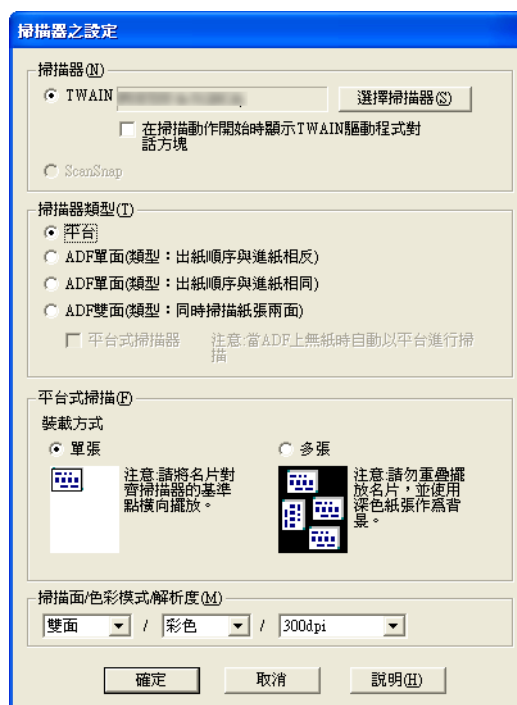 掃描器之設定
掃描器(N)
TWAIN
選擇掃描器(S)
在掃描動作開始時顯示TWAIN驅動程式對
話方塊
ScanSnap
掃描器類型(T)
平台
ADF單面(類型：出紙順序與進紙相反)
ADF單面(類型：出紙順序與進紙相同)
ADF雙面(類型：同時掃描紙張兩面)
平台式掃描器 注意:當ADF上無紙時自動以平台進行掃
描
平台式掃描(F)
裝載方式
單張 多張
注意:請將名片對
齊掃描器的基準
點橫向擺放。
注意:請勿重疊擺
放名片，並使用
深色紙張作為背
景。
掃描面/色彩模式/解析度(M)
雙面 / 彩色 / 300dpi
確定 取消 說明(H)